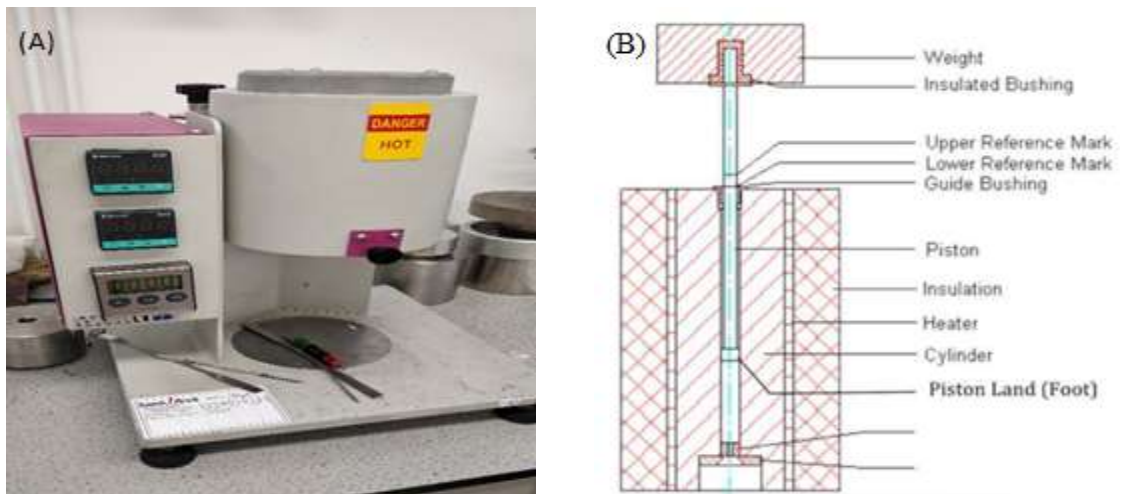 (A)
DANGER
HOT
(B)
Weight
Insulated Bushing
Upper Reference Mark
Lower Reference Mark
Guide Bushing
Piston
Insulation
Heater
Cylinder
Piston Land (Foot)